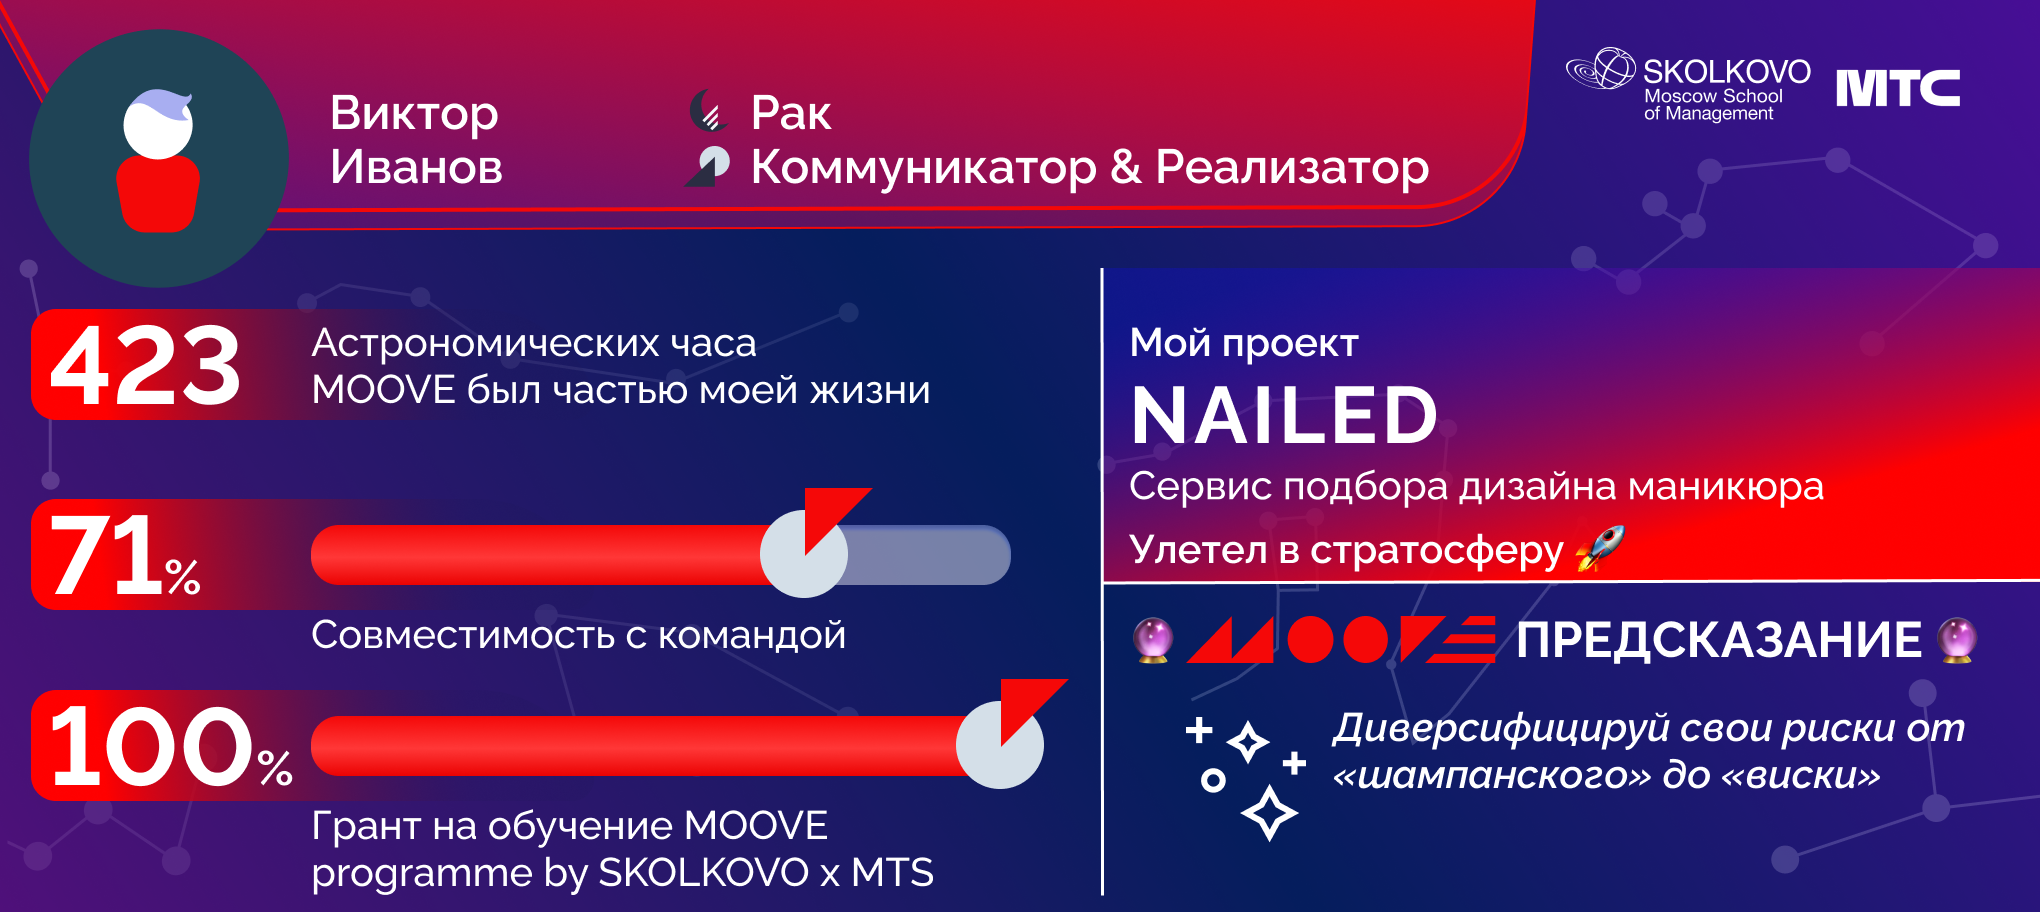 Виктор
Иванов
Рак
Коммуникатор & Реализатор
SKOLKOVO
Moscow School
of Management
МТС
423
Астрономических часа
MOOVE был частью моей жизни
71%
Совместимость с командой
100%
Грант на обучение MOOVE
programme by SKOLKOVO x MTS
Мой проект
NAILED
Сервис подбора дизайна маникюра
Улетел в стратосферу 🚀
🔮 MOOVE ПРЕДСКАЗАНИЕ 🔮
Диверсифицируй свои риски от
«шампанского» до «виски»